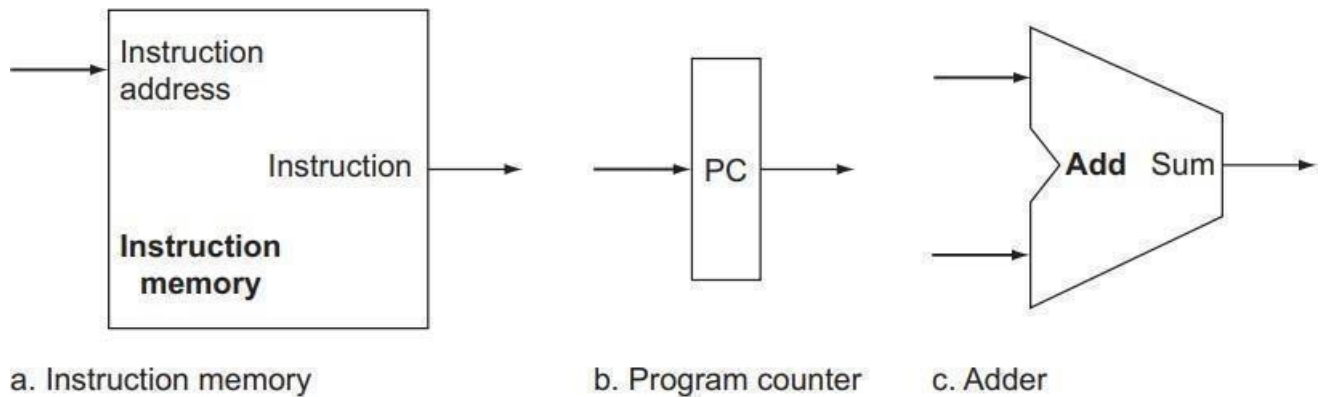 Instruction
address
Instruction
Instruction
memory
PC
Add Sum
a. Instruction memory
b. Program counter
c. Adder